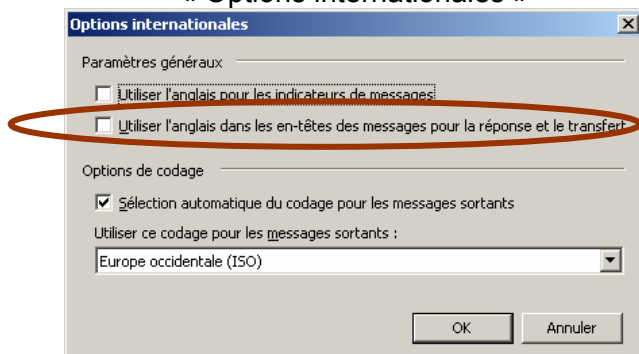 « Options internationales »
Options internationales
Paramètres généraux
Utiliser l'anglais pour les indicateurs de messages
Utiliser l'anglais dans les en-têtes des messages pour la réponse et le transfert
Options de codage
Sélection automatique du codage pour les messages sortants
Utiliser ce codage pour les messages sortants :
Europe occidentale (ISO)
OK Annuler